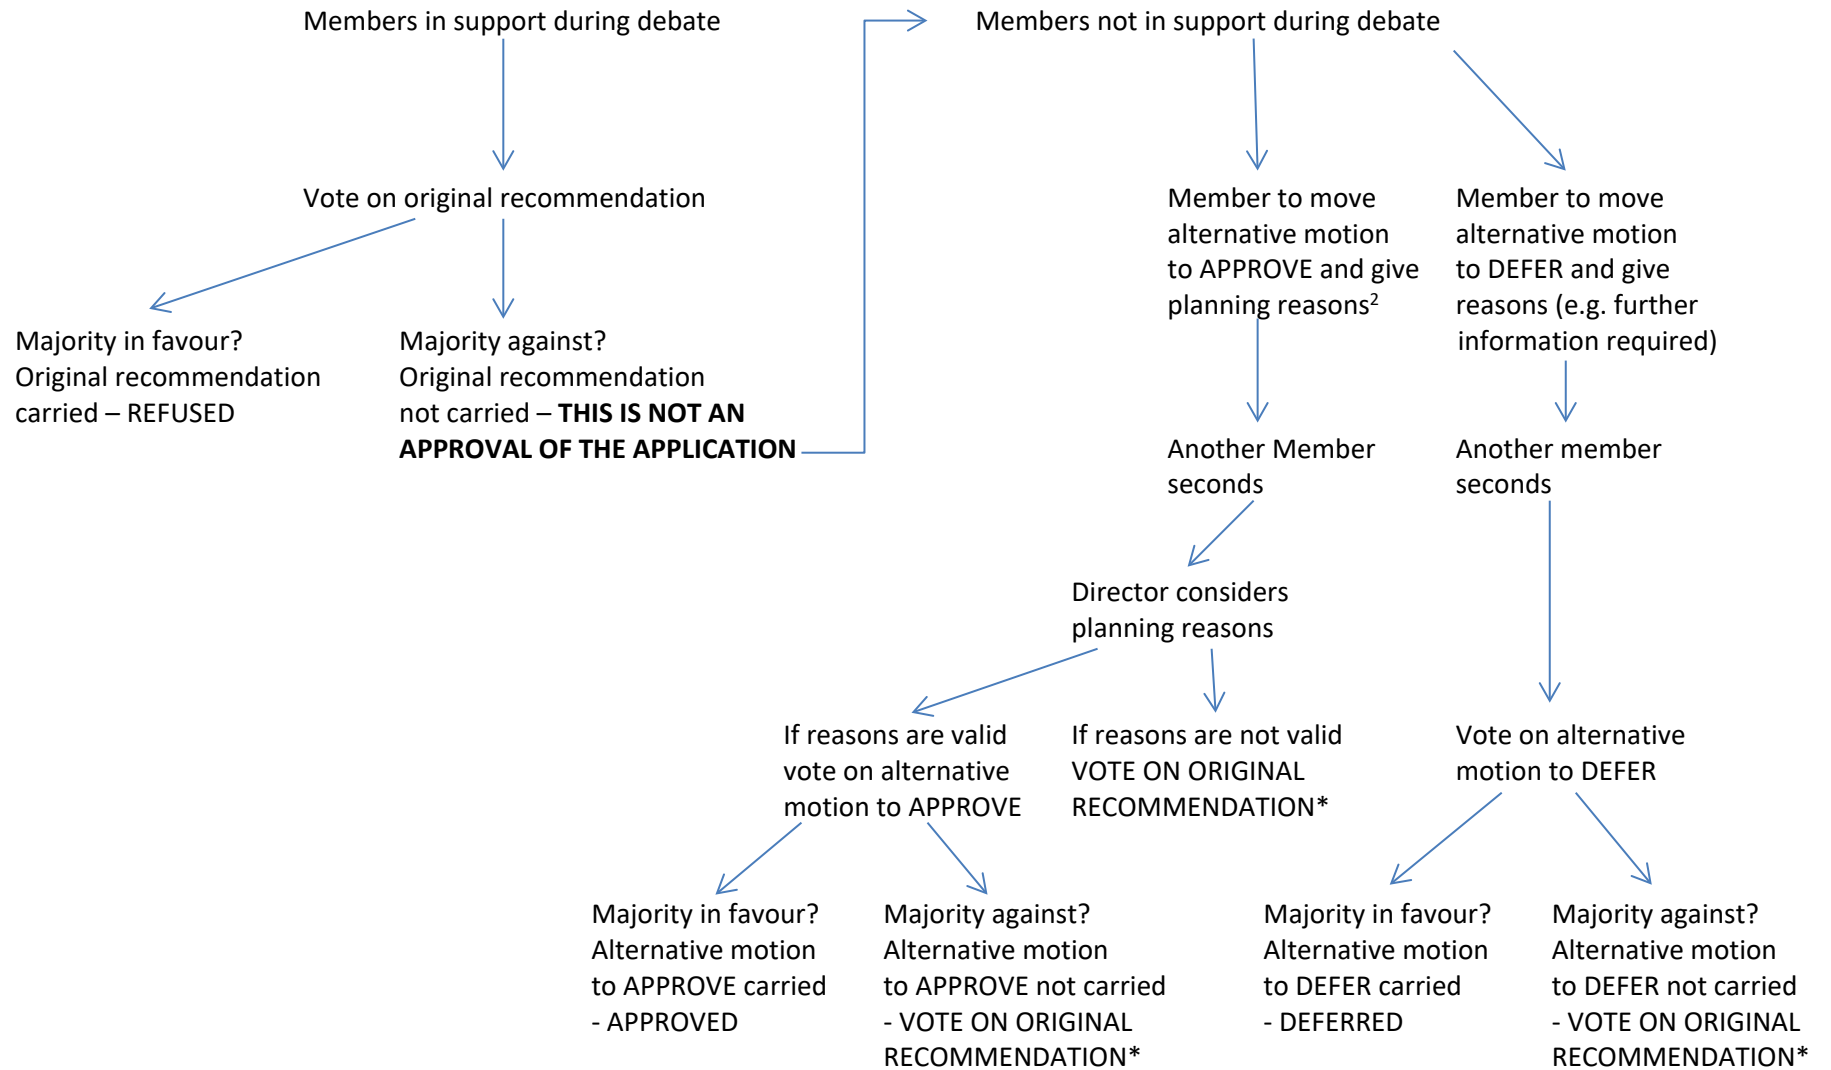 Members in support during debate
Members not in support during debate
Vote on original recommendation
Majority in favour?
Original recommendation
carried – REFUSED
Majority against?
Original recommendation
not carried – THIS IS NOT AN
APPROVAL OF THE APPLICATION
Member to move
alternative motion
to APPROVE and give
planning reasons²
Member to move
alternative motion
to DEFER and give
reasons (e.g. further
information required)
Another Member
seconds
Another member
seconds
Director considers
planning reasons
If reasons are valid
vote on alternative
motion to APPROVE
If reasons are not valid
VOTE ON ORIGINAL
RECOMMENDATION*
Vote on alternative
motion to DEFER
Majority in favour?
Alternative motion
to APPROVE carried
- APPROVED
Majority against?
Alternative motion
to APPROVE not carried
- VOTE ON ORIGINAL
RECOMMENDATION*
Majority in favour?
Alternative motion
to DEFER carried
- DEFERRED
Majority against?
Alternative motion
to DEFER not carried
- VOTE ON ORIGINAL
RECOMMENDATION*